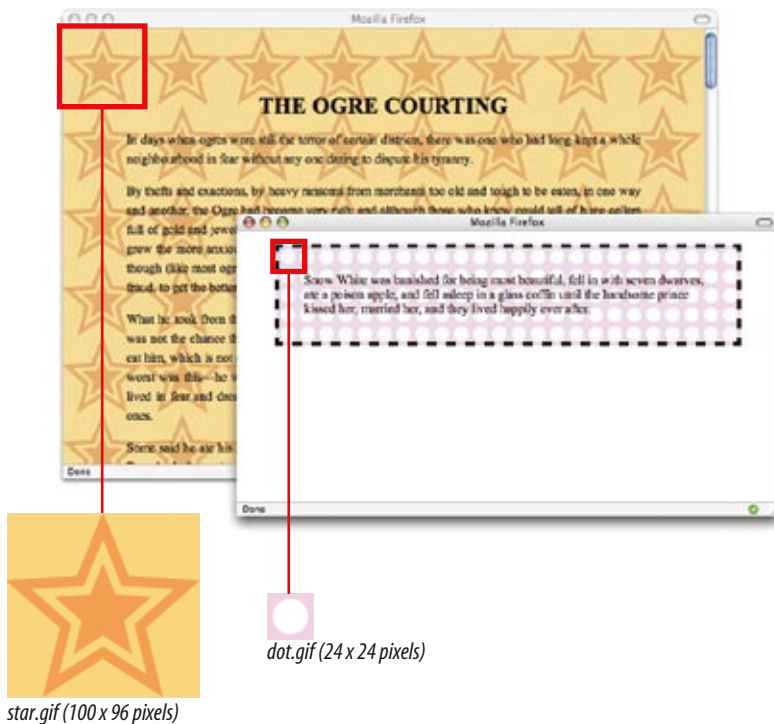 Mozilla Firefox
THE OGRE COURTING
In days when ogres were still the terror of certain districts, there was one who had long kept a whole
neighbourhood in fear without any one daring to dispute his tyranny.
By thefts and exactions, by heavy ransoms from merchants too old and tough to be eaten, in one way
and another, the Ogre had become very rich; and although those who knew could tell of huge cellars
full of gold and jewel
grew the more anxiou
though (like most ogr
fraud, to get the better
What he took from th
was not the chance th
eat him, which is not
worst was this—he w
lived in fear and drea
ones.
Some said he ate his
Done
Mozilla Firefox
Snow White was banished for being most beautiful, fell in with seven dwarves,
ate a poison apple, and fell asleep in a glass coffin until the handsome prince
kissed her, married her, and they lived happily ever after.
Done
dot.gif (24 x 24 pixels)
star.gif (100 x 96 pixels)